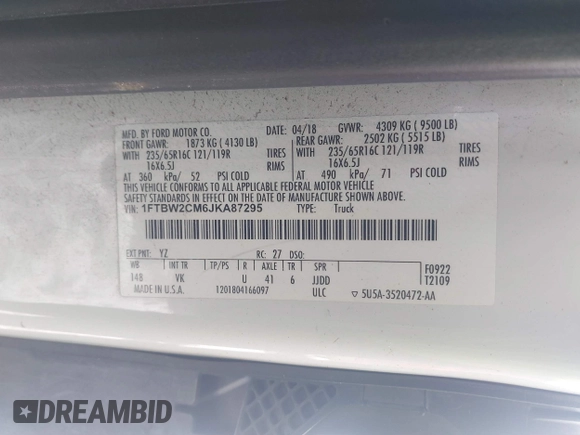 MFD. BY FORD MOTOR CO.
DATE: 04/18 GVWR: 4309 KG ( 9500 LB)
FRONT GAWR: 1873 KG ( 4130 LB) REAR GAWR: 2502 KG ( 5515 LB)
WITH 235/65R16C 121/119R TIRES WITH 235/65R16C 121/119R TIRES
16X6.5J RIMS 16X6.5J RIMS
AT 360 kPa/ 52 PSI COLD AT 490 kPa/ 71 PSI COLD
THIS VEHICLE CONFORMS TO ALL APPLICABLE FEDERAL MOTOR VEHICLE
SAFETY STANDARDS IN EFFECT ON THE DATE OF MANUFACTURE SHOWN ABOVE.
VIN: 1FTBW2CM6JKA87295 TYPE: Truck
EXT PNT: YZ RC: 27 DSO:
WB TP/PS R AXLE TR SPR F0922
148 VK U 41 6 JJDD T2109
MADE IN U.S.A. 1201804166097 ULC ▽ 5U5A-3520472-AA
DREAMBID